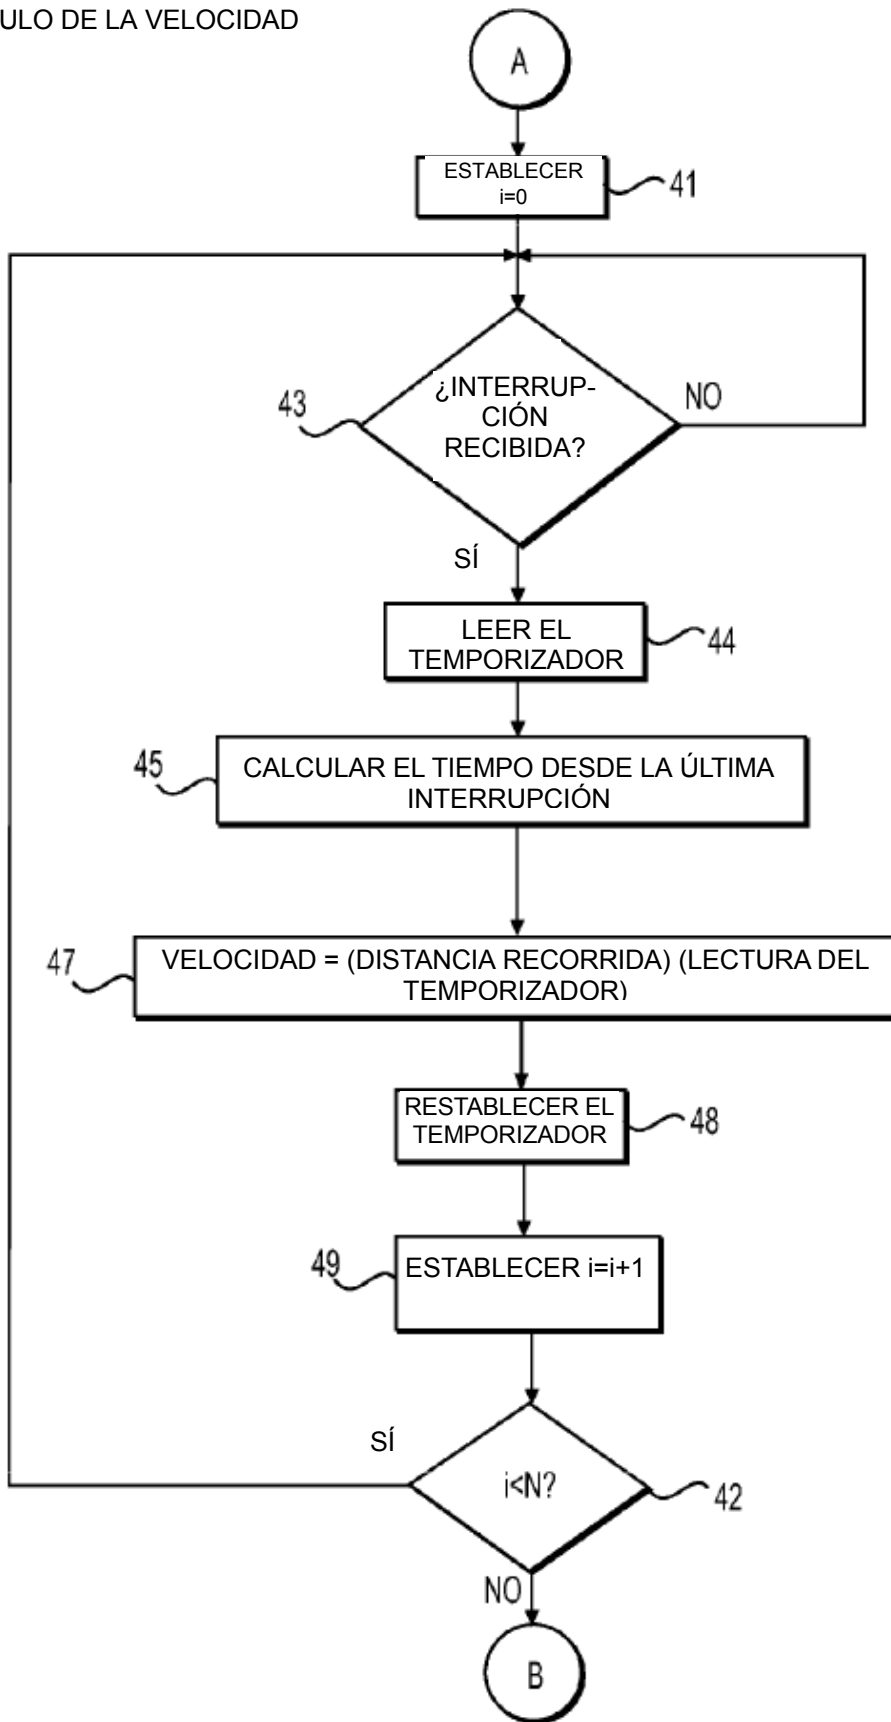 ULO DE LA VELOCIDAD
A
ESTABLECER
i=0
41
¿INTERRUP-
CIÓN
RECIBIDA?
43
NO
SÍ
LEER EL
TEMPORIZADOR
44
45
CALCULAR EL TIEMPO DESDE LA ÚLTIMA
INTERRUPCIÓN
47
VELOCIDAD = (DISTANCIA RECORRIDA) (LECTURA DEL
TEMPORIZADOR)
RESTABLECER EL
TEMPORIZADOR
48
49
ESTABLECER i=i+1
SÍ
i<N?
42
NO
B